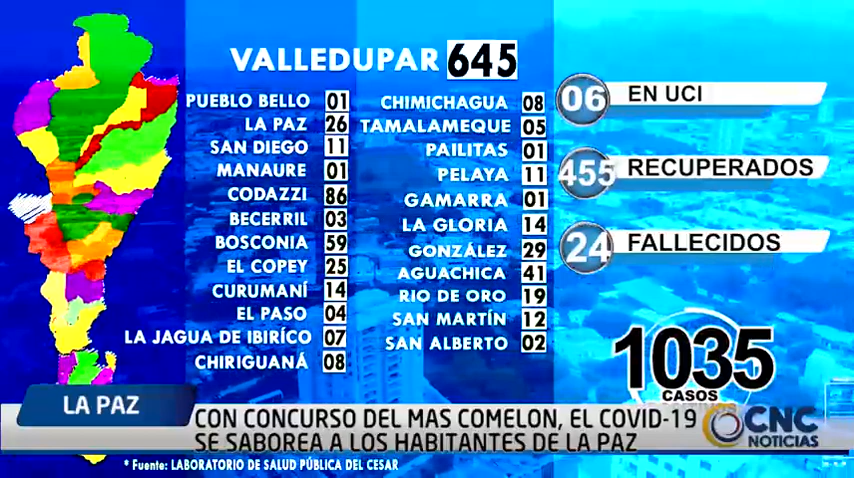 VALLEDUPAR 645
PUEBLO BELLO 01
LA PAZ 26
SAN DIEGO 11
MANAURE 01
CODAZZI 86
BECERRIL 03
BOSCONIA 59
EL COPEY 25
CURUMANÍ 14
EL PASO 04
LA JAGUA DE IBIRÍCO 07
CHIRIGUANÁ 08
CHIMICHAGUA 08
TAMALAMEQUE 05
PAILITAS 01
PELAYA 11
GAMARRA 01
LA GLORIA 14
GONZÁLEZ 29
AGUACHICA 41
RIO DE ORO 19
SAN MARTÍN 12
SAN ALBERTO 02
06 EN UCI
455 RECUPERADOS
24 FALLECIDOS
1035
CASOS
LA PAZ
CON CONCURSO DEL MAS COMELON, EL COVID-19
SE SABOREA A LOS HABITANTES DE LA PAZ
CNC
NOTICIAS
* Fuente: LABORATORIO DE SALUD PÚBLICA DEL CESAR